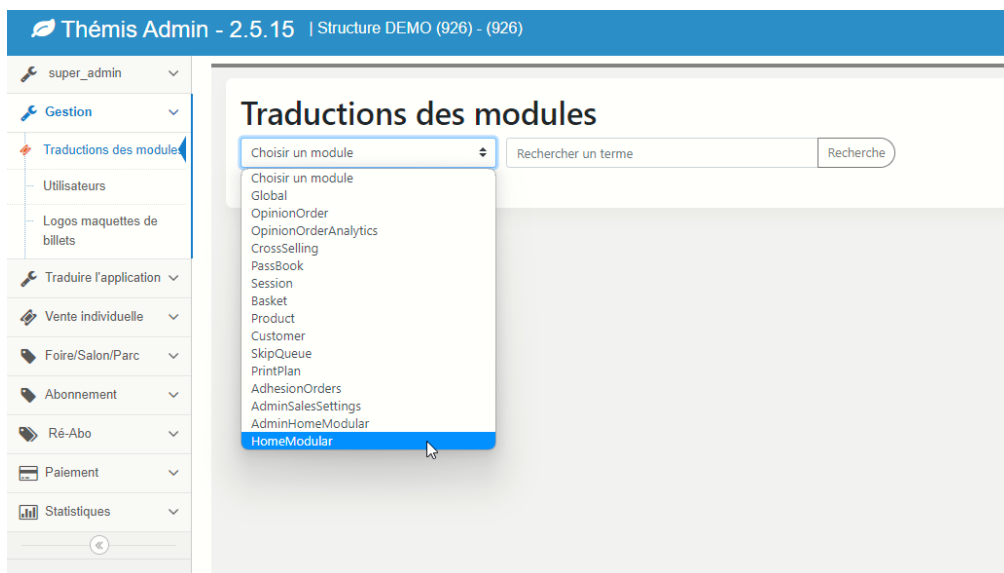 Thémis Admin - 2.5.15 | Structure DEMO (926) - (926)
super_admin
Gestion
Traductions des modules
Utilisateurs
Logos maquettes de
billets
Traduire l'application
Vente individuelle
Foire/Salon/Parc
Abonnement
Ré-Abo
Paiement
Statistiques
Traductions des modules
Choisir un module
Rechercher un terme
Recherche
Choisir un module
Global
OpinionOrder
OpinionOrderAnalytics
CrossSelling
PassBook
Session
Basket
Product
Customer
SkipQueue
PrintPlan
AdhesionOrders
AdminSalesSettings
AdminHomeModular
HomeModular